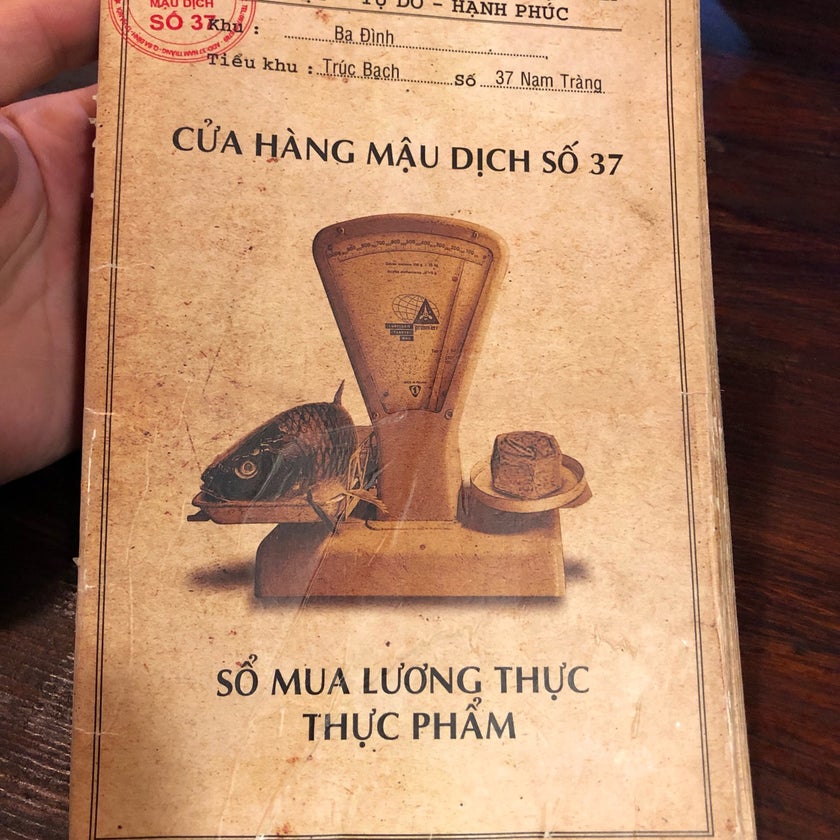 MẬU DỊCH
SỐ 37
TỰ DO - HẠNH PHÚC
Khu : Ba Đình
Tiểu khu : Trúc Bạch Số 37 Nam Tràng
CỬA HÀNG MẬU DỊCH SỐ 37
SỔ MUA LƯƠNG THỰC
THỰC PHẨM